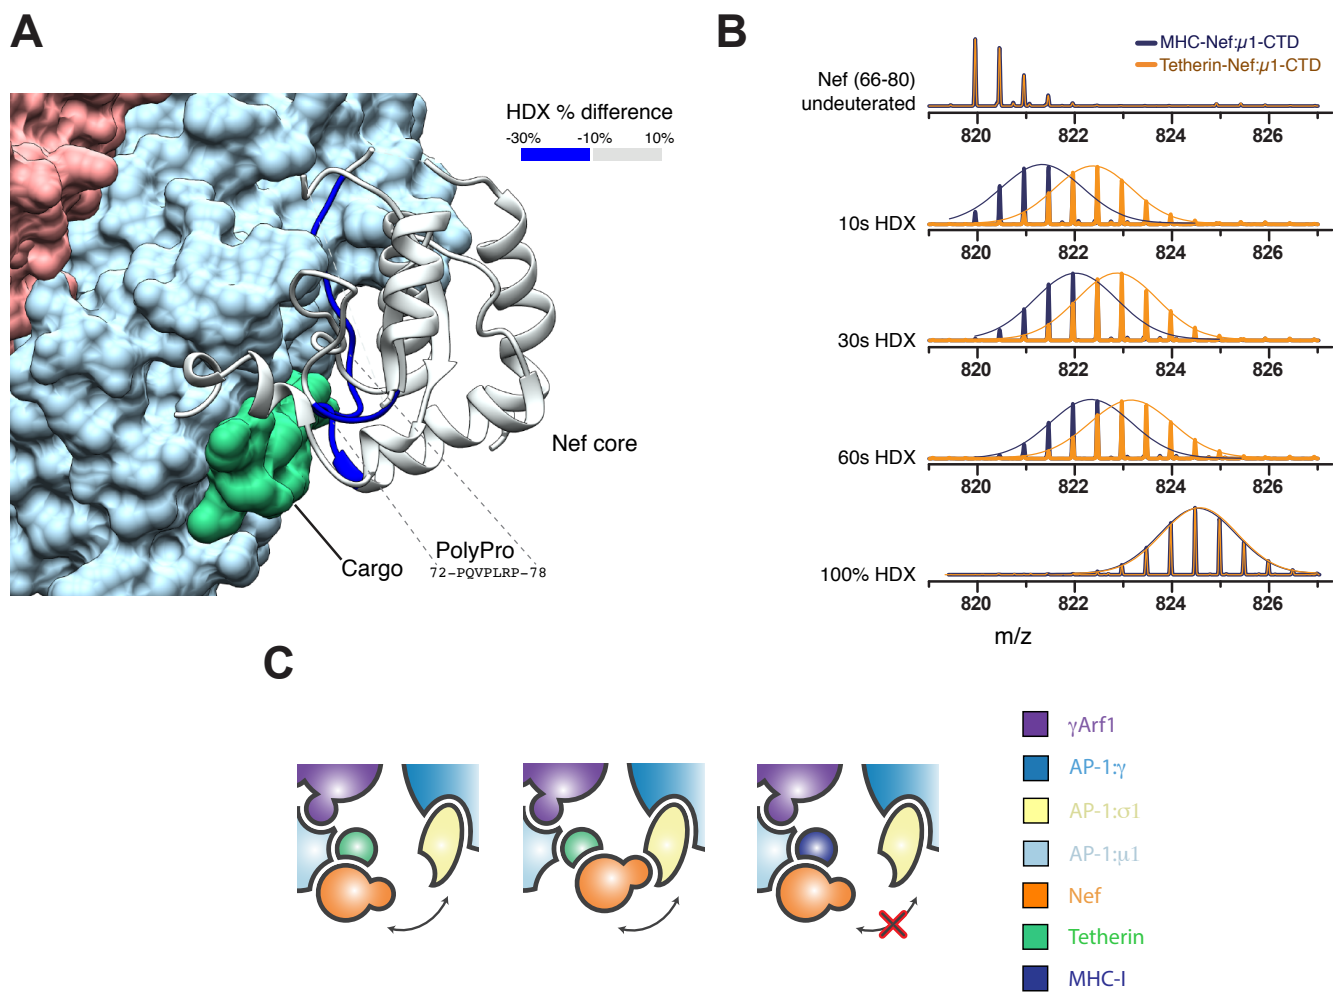 A
HDX % difference
-30% -10% 10%
Nef core
PolyPro
72-PQVPLRP-78
Cargo
B
MHC-Nef:μ1-CTD
Tetherin-Nef:μ1-CTD
Nef (66-80)
undeuterated
820 822 824 826
10s HDX
820 822 824 826
30s HDX
820 822 824 826
60s HDX
820 822 824 826
100% HDX
820 822 824 826
m/z
C
γArf1
AP-1:γ
AP-1:σ1
AP-1:μ1
Nef
Tetherin
MHC-I